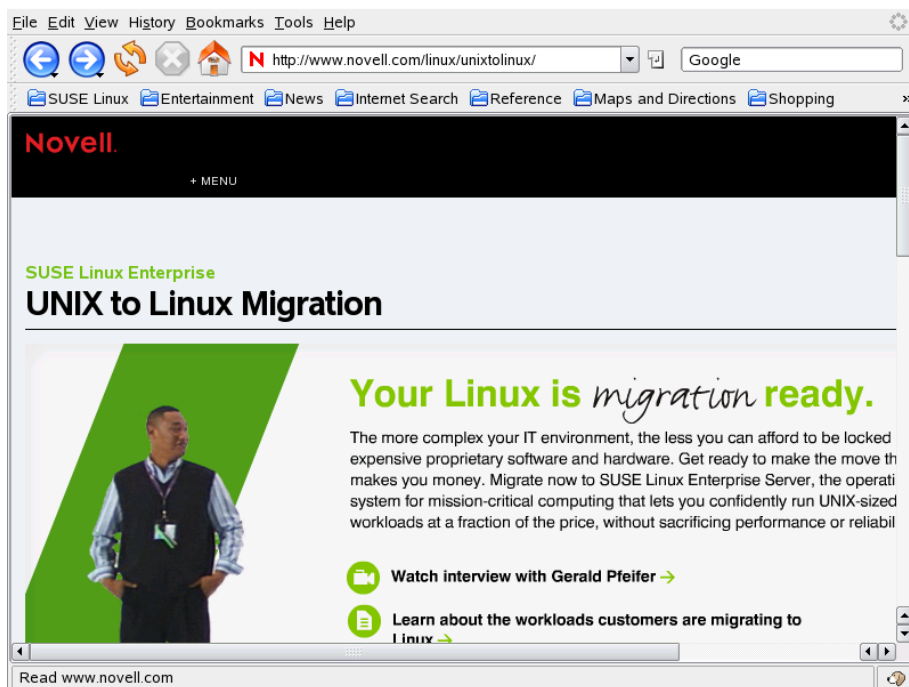 File Edit View History Bookmarks Tools Help
N http://www.novell.com/linux/unixtolinux/ Google
SUSE Linux Entertainment News Internet Search Reference Maps and Directions Shopping »
Novell.
+ MENU
SUSE Linux Enterprise
UNIX to Linux Migration
Your Linux is migration ready.
The more complex your IT environment, the less you can afford to be locked
expensive proprietary software and hardware. Get ready to make the move th
makes you money. Migrate now to SUSE Linux Enterprise Server, the operati
system for mission-critical computing that lets you confidently run UNIX-sized
workloads at a fraction of the price, without sacrificing performance or reliabil
Watch interview with Gerald Pfeifer →
Learn about the workloads customers are migrating to
Linux →
Read www.novell.com